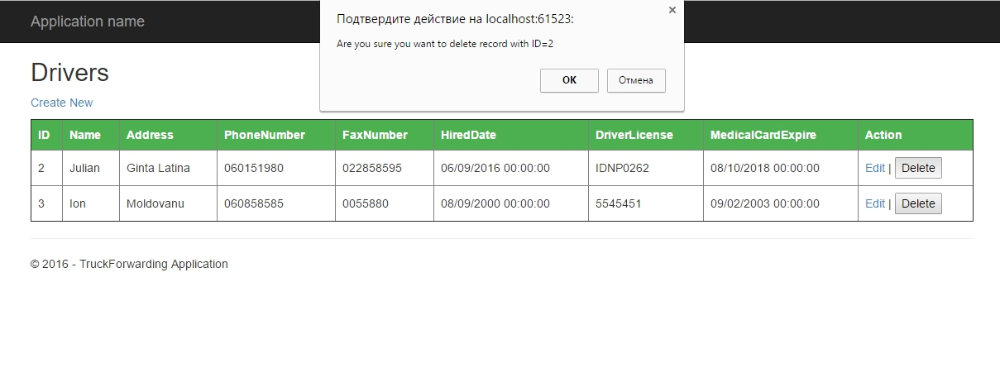 Application name
Подтвердите действие на localhost:61523:
×
Are you sure you want to delete record with ID=2
OK Отмена
Drivers
Create New
ID Name Address PhoneNumber FaxNumber HiredDate DriverLicense MedicalCardExpire Action
2 Julian Ginta Latina 060151980 022858595 06/09/2016 00:00:00 IDNP0262 08/10/2018 00:00:00 Edit | Delete
3 Ion Moldovanu 060858585 0055880 08/09/2000 00:00:00 5545451 09/02/2003 00:00:00 Edit | Delete
© 2016 - TruckForwarding Application